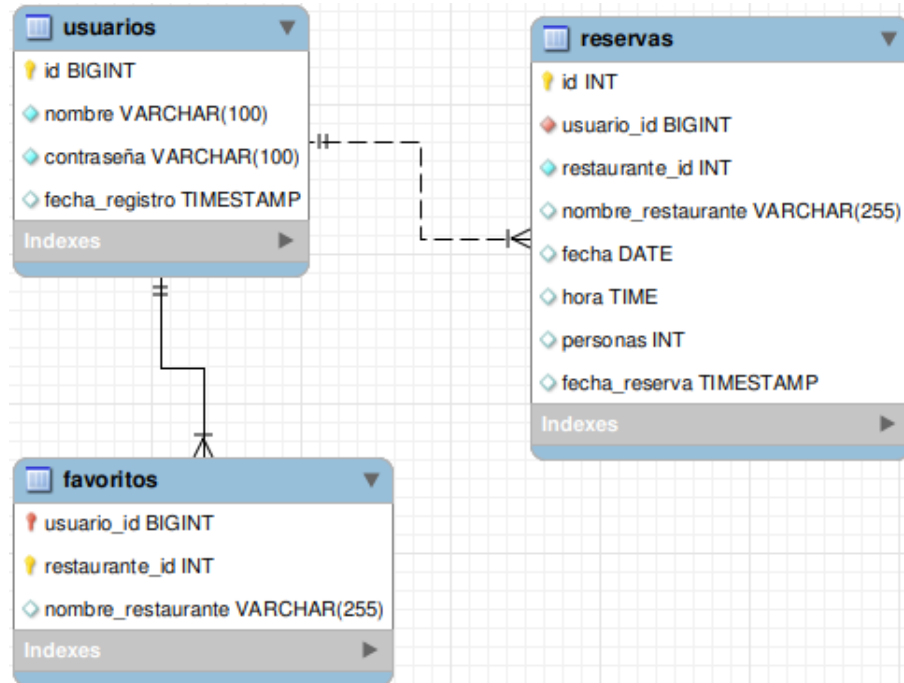 usuarios
id BIGINT
nombre VARCHAR(100)
contraseña VARCHAR(100)
fecha_registro TIMESTAMP
Indexes
reservas
id INT
usuario_id BIGINT
restaurante_id INT
nombre_restaurante VARCHAR(255)
fecha DATE
hora TIME
personas INT
fecha_reserva TIMESTAMP
Indexes
favoritos
usuario_id BIGINT
restaurante_id INT
nombre_restaurante VARCHAR(255)
Indexes